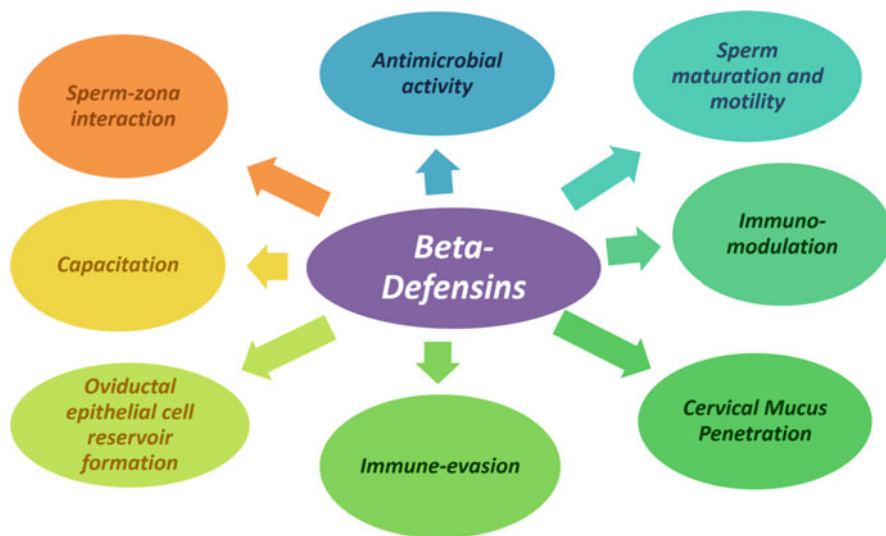 Antimicrobial
activity
Sperm
maturation and
motility
Immuno-
modulation
Cervical Mucus
Penetration
Immune-evasion
Oviductal
epithelial cell
reservoir
formation
Capacitation
Sperm-zona
interaction
Beta-
Defensins